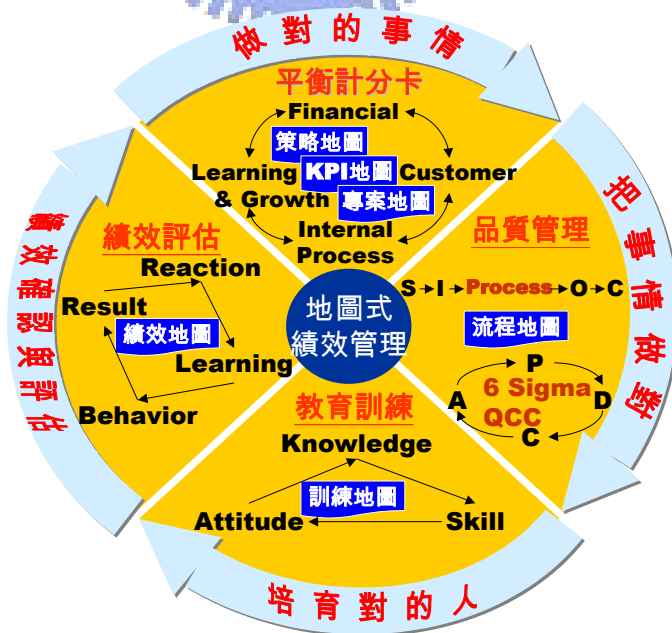 做對的事情
平衡計分卡
Financial
策略地圖
Learning & Growth
KPI地圖
Customer
專案地圖
Internal Process
把事情做對
品質管理
S I Process O C
流程地圖
P
A
6 Sigma
QCC
D
C
培育對的人
教育訓練
Knowledge
訓練地圖
Attitude
Skill
績效確認與評估
績效評估
Reaction
Result
績效地圖
Learning
Behavior
地圖式
績效管理